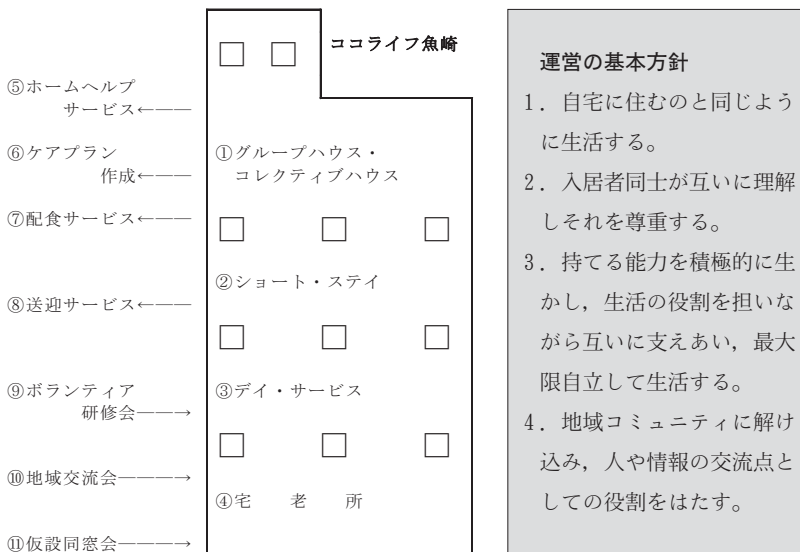 ココライフ魚崎
⑤ホームヘルプ
サービス←――
⑥ケアプラン
作成←――
⑦配食サービス←――
⑧送迎サービス←――
⑨ボランティア
研修会――→
⑩地域交流会―――→
⑪仮設同窓会―――→
①グループハウス・
コレクティブハウス
②ショート・ステイ
③デイ・サービス
④宅　老　所
運営の基本方針
1．自宅に住むのと同じよう
に生活する。
2．入居者同士が互いに理解
しそれを尊重する。
3．持てる能力を積極的に生
かし，生活の役割を担いな
がら互いに支えあい，最大
限自立して生活する。
4．地域コミュニティに解け
込み，人や情報の交流点と
しての役割をはたす。